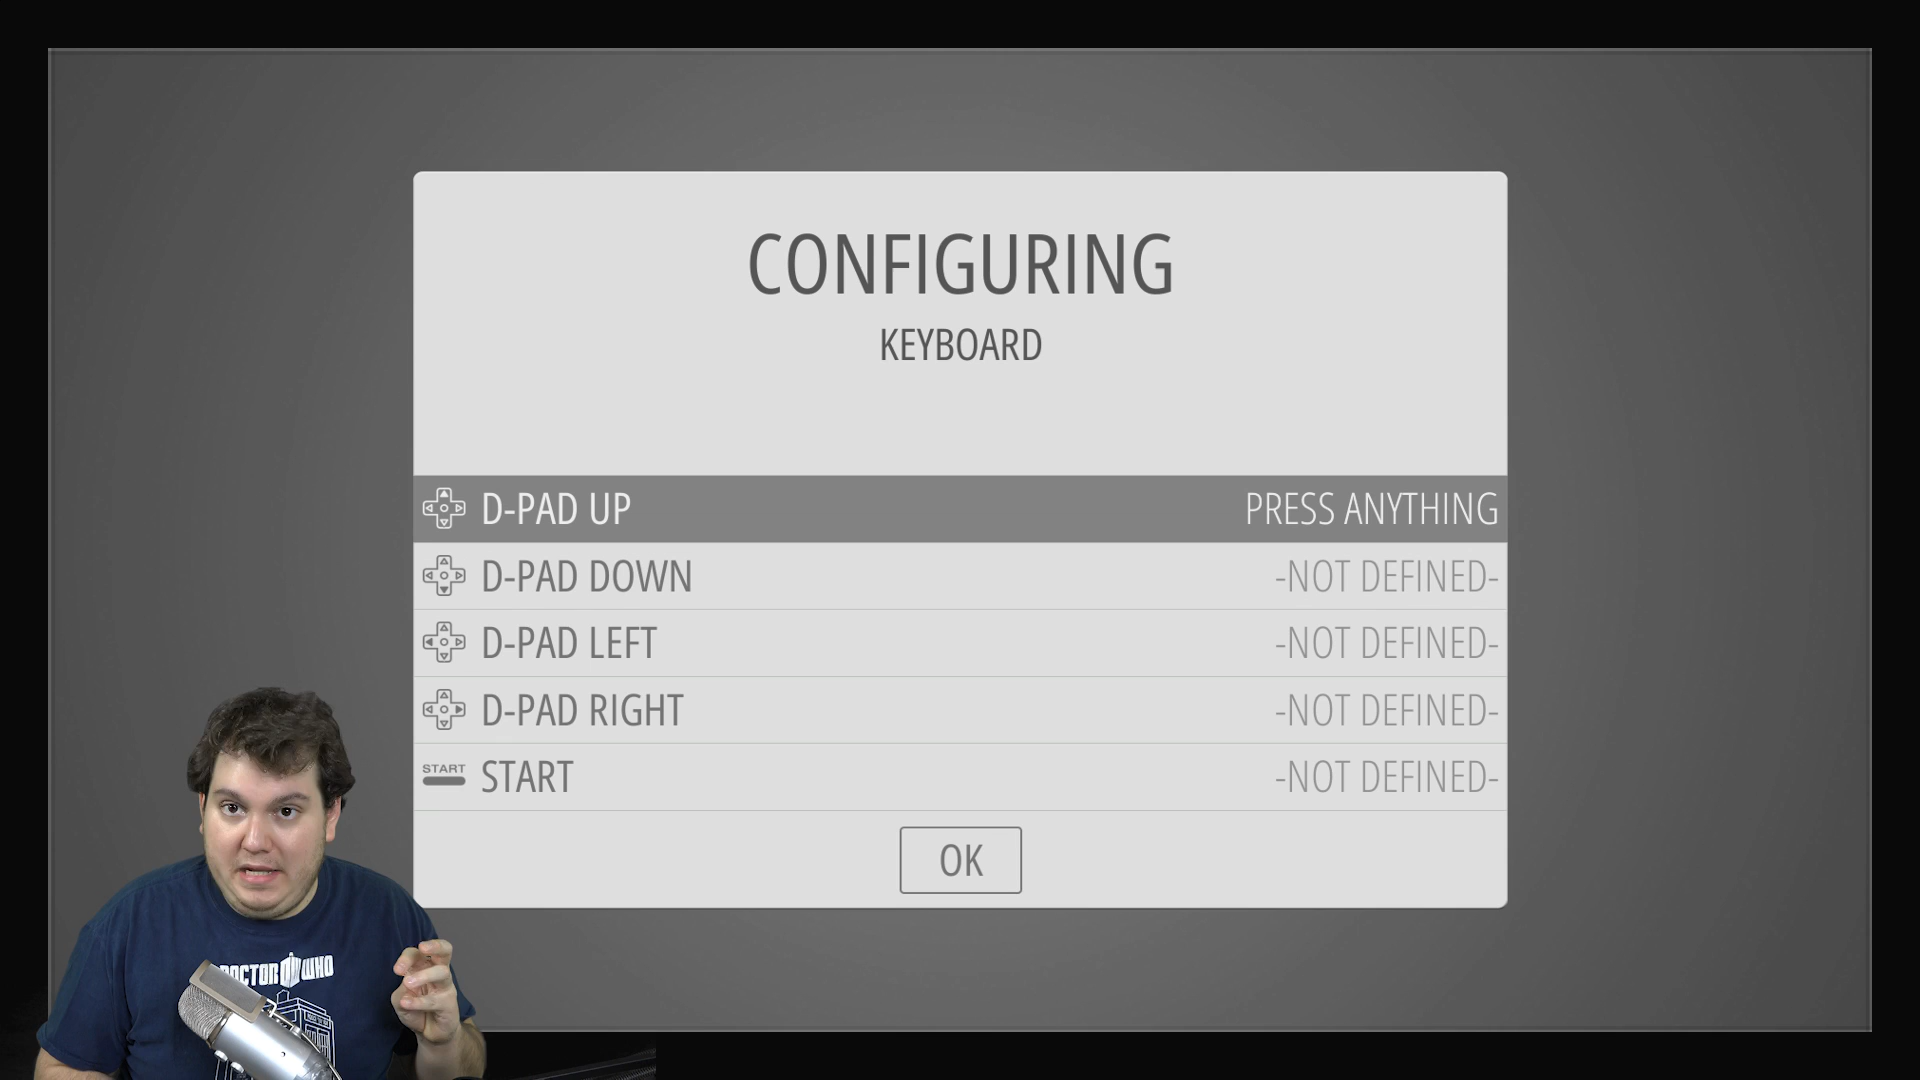 CONFIGURING
KEYBOARD
D-PAD UP PRESS ANYTHING
D-PAD DOWN -NOT DEFINED-
D-PAD LEFT -NOT DEFINED-
D-PAD RIGHT -NOT DEFINED-
START START -NOT DEFINED-
OK
DOCTOR WHO